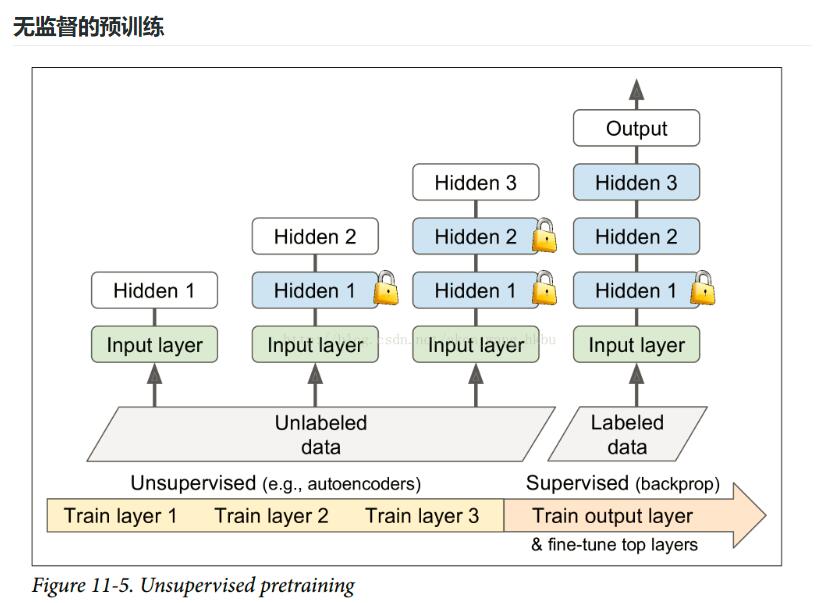 无监督的预训练
Output
Hidden 3
Hidden 3
Hidden 2
Hidden 2
Hidden 2
Hidden 1
Hidden 1
Hidden 1
Hidden 1
Input layer
Input layer
Input layer
Input layer
Unlabeled
data
Labeled
data
Unsupervised (e.g., autoencoders)
Supervised (backprop)
Train layer 1
Train layer 2
Train layer 3
Train output layer
& fine-tune top layers
Figure 11-5. Unsupervised pretraining